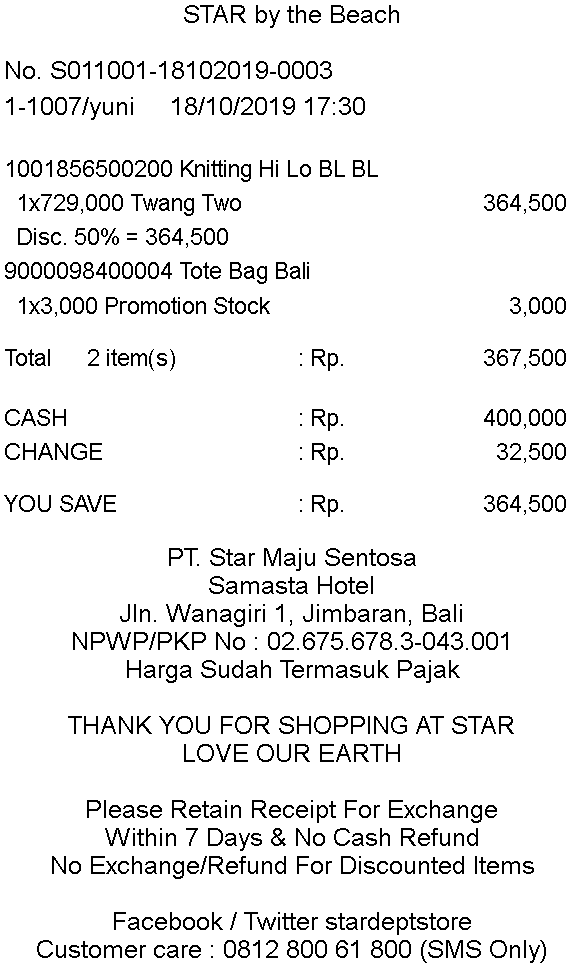 STAR by the Beach
No. S011001-18102019-0003
1-1007/yuni 18/10/2019 17:30
1001856500200 Knitting Hi Lo BL BL
1x729,000 Twang Two 364,500
Disc. 50% = 364,500
9000098400004 Tote Bag Bali
1x3,000 Promotion Stock 3,000
Total 2 item(s) : Rp. 367,500
CASH : Rp. 400,000
CHANGE : Rp. 32,500
YOU SAVE : Rp. 364,500
PT. Star Maju Sentosa
Samasta Hotel
Jln. Wanagiri 1, Jimbaran, Bali
NPWP/PKP No : 02.675.678.3-043.001
Harga Sudah Termasuk Pajak
THANK YOU FOR SHOPPING AT STAR
LOVE OUR EARTH
Please Retain Receipt For Exchange
Within 7 Days & No Cash Refund
No Exchange/Refund For Discounted Items
Facebook / Twitter stardeptstore
Customer care : 0812 800 61 800 (SMS Only)